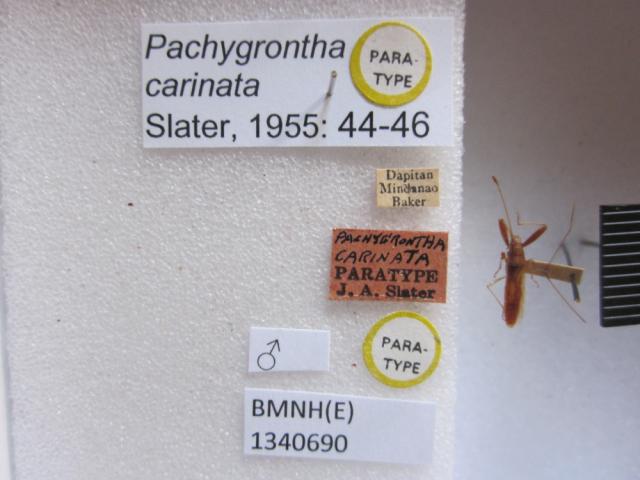 Pachygrontha
carinata
Slater, 1955: 44-46
PARA-
TYPE
Dapitan
Mindanao
Baker
PACHYGRONTHA
CARINATA
PARATYPE
J. A. Slater
♂
PARA-
TYPE
BMNH(E)
1340690